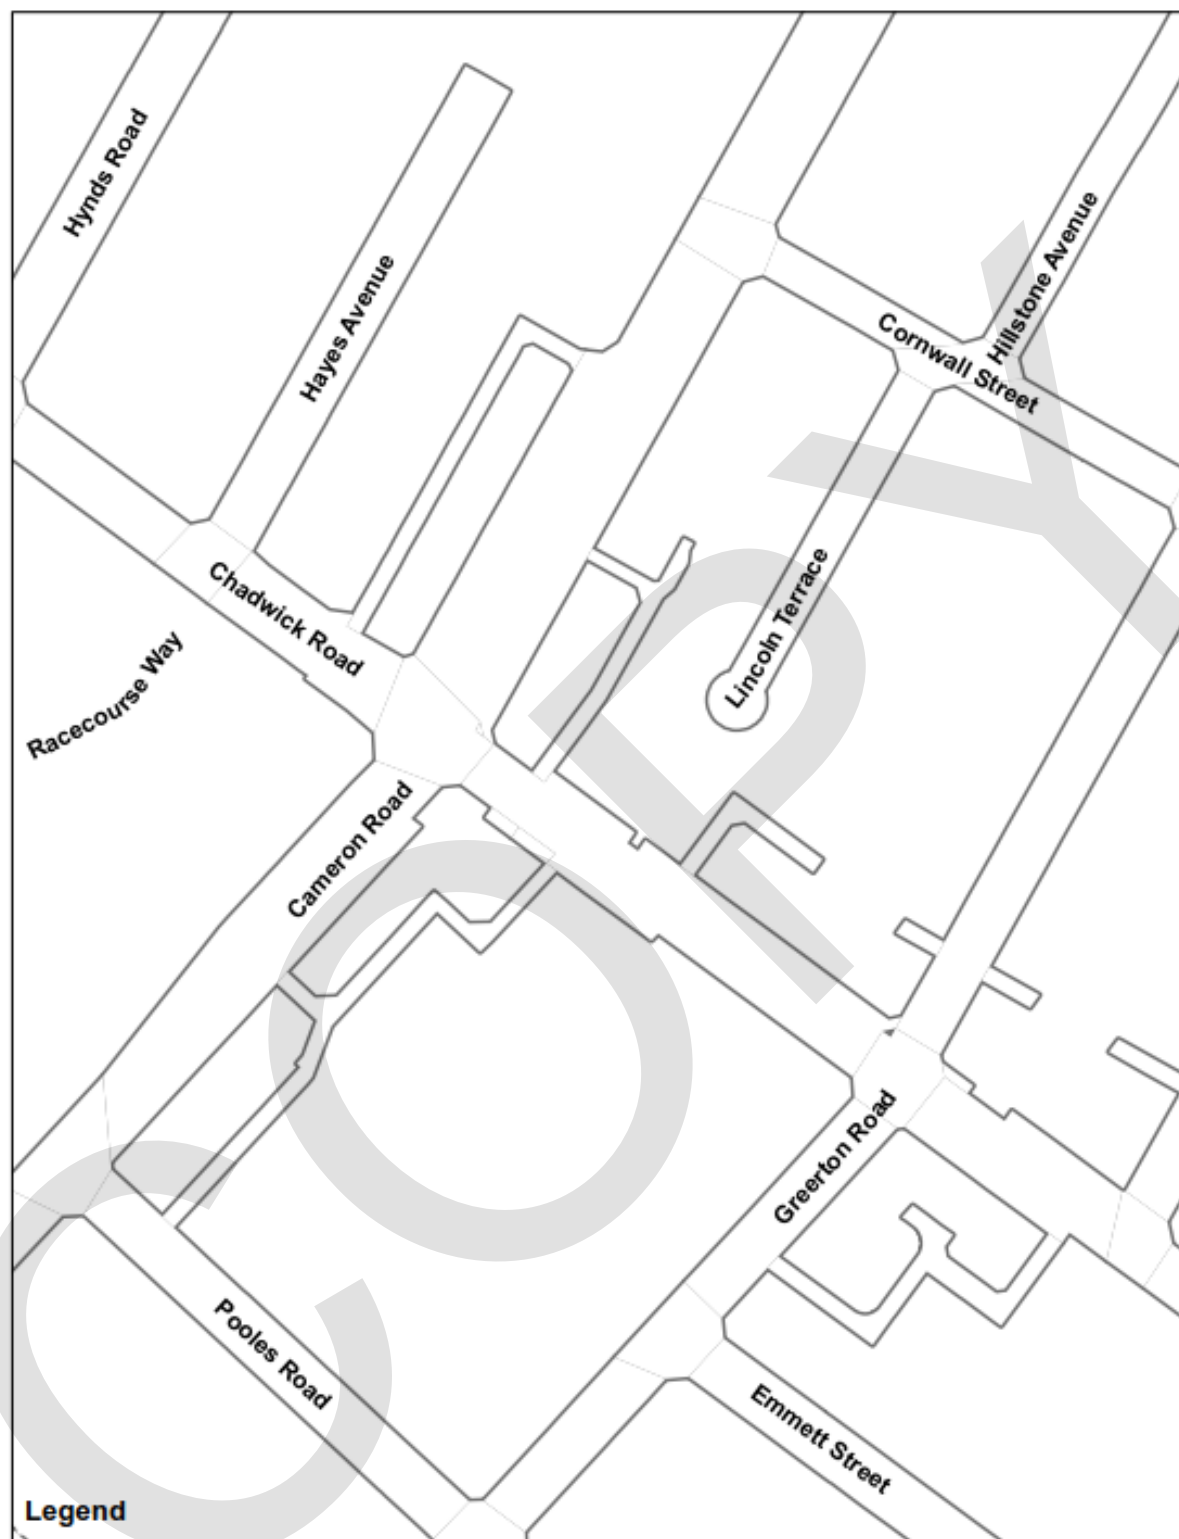 Hynds Road
Hayes Avenue
Hillstone Avenue
Cornwall Street
Chadwick Road
Lincoln Terrace
Racecourse Way
Cameron Road
Greerton Road
Pooles Road
Emmett Street
Legend
COPY